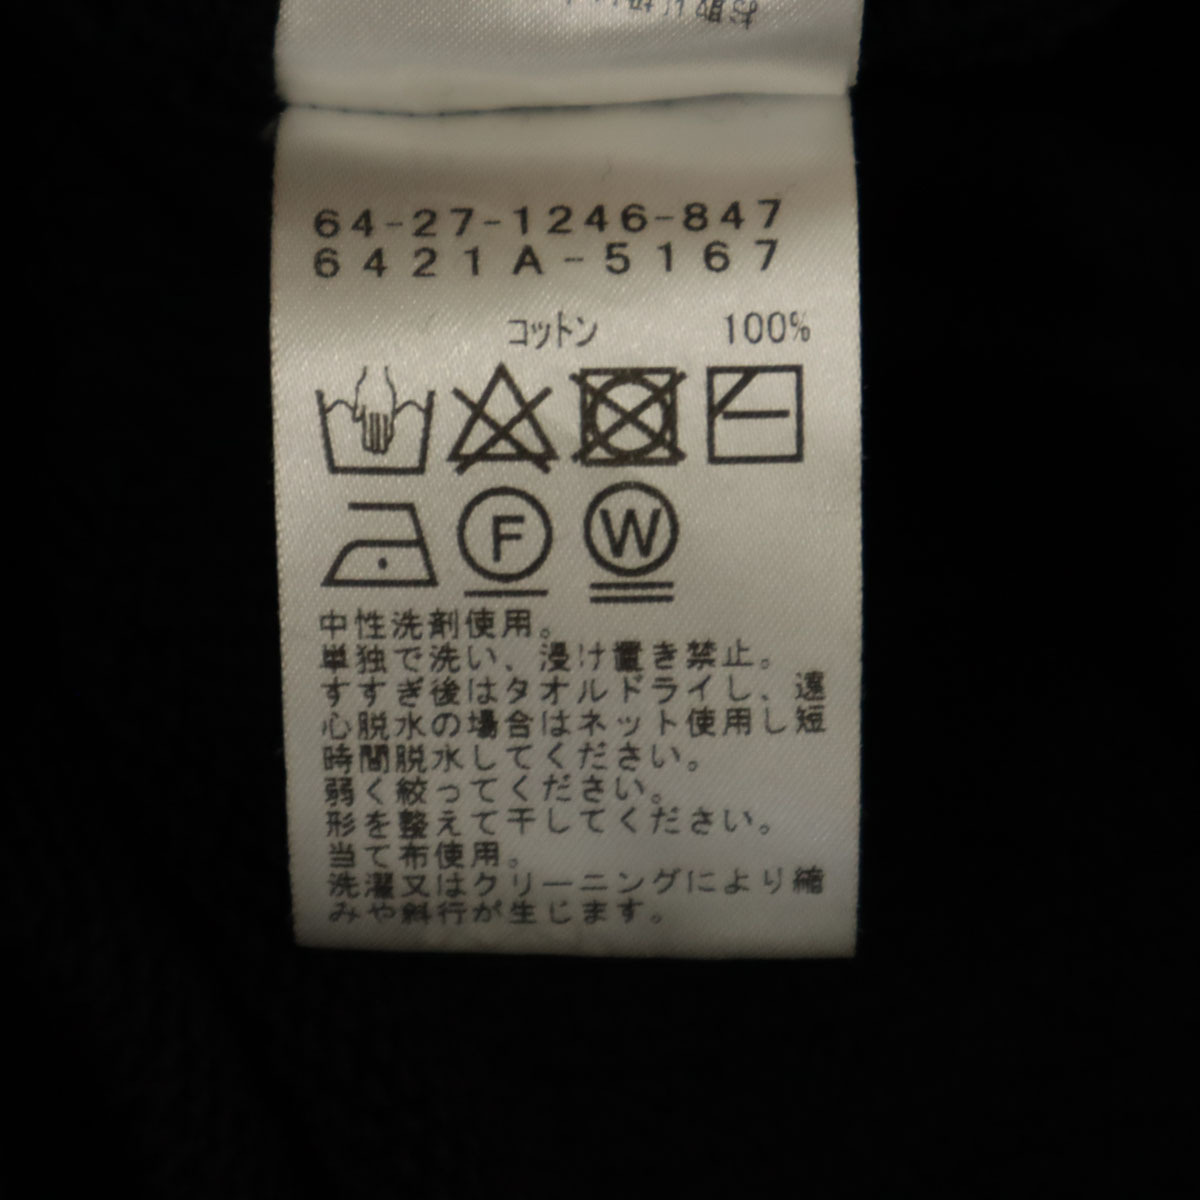 64-27-1246-847
6421A-5167
コットン 100%
F W
中性洗剤使用。
単独で洗い、浸け置き禁止。
すすぎ後はタオルドライし、遠
心脱水の場合はネット使用し短
時間脱水してください。
弱く絞ってください。
形を整えて干してください。
当て布使用。
洗濯又はクリーニングにより縮
みや斜行が生じます。